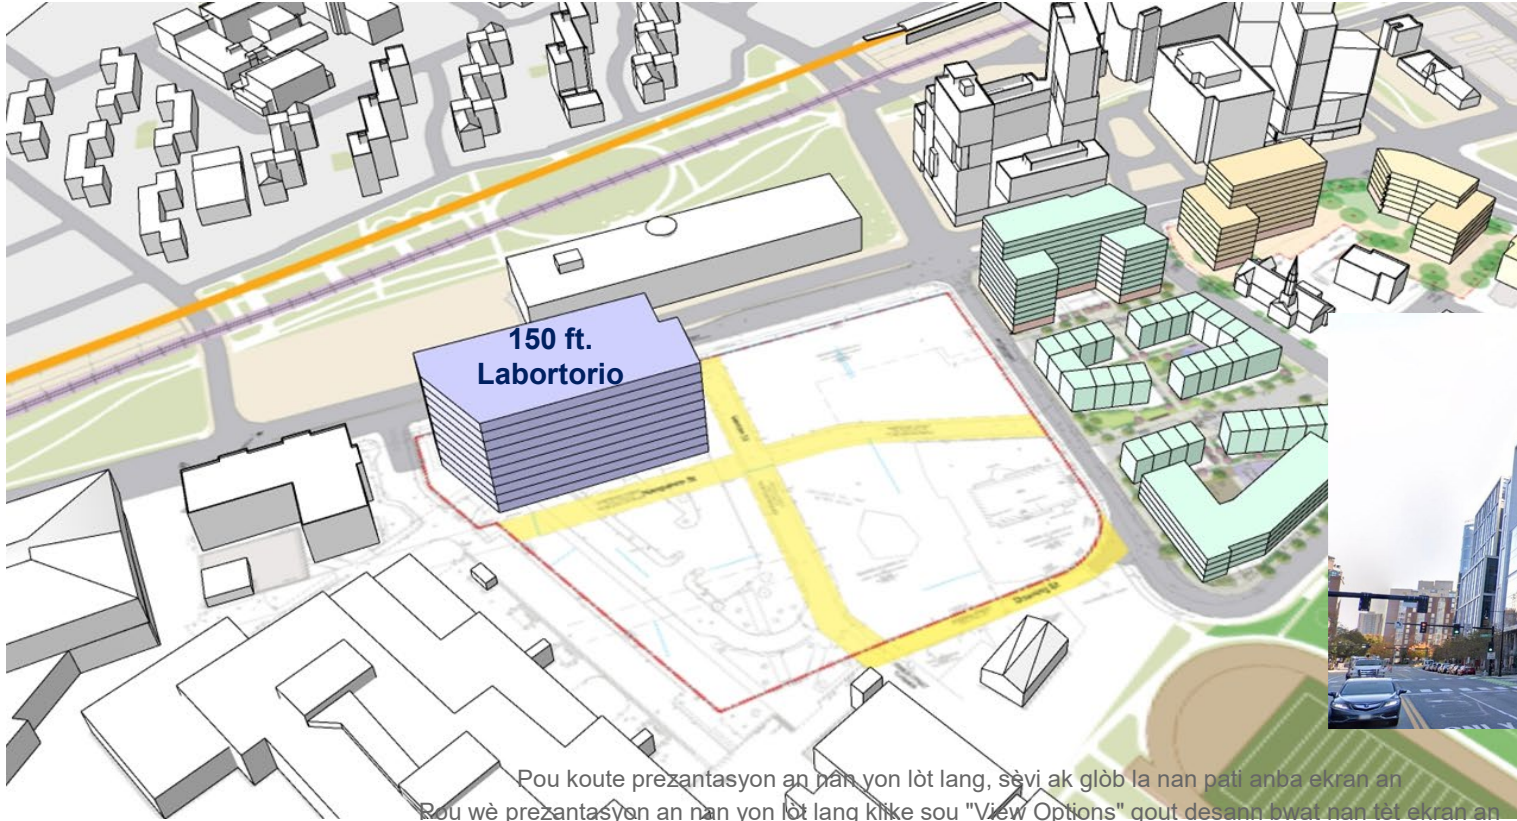 150 ft.
Labortorio
Pou koute prezantasyon an nan yon lòt lang, sèvi ak glòb la nan pati anba ekran an
Pou wè prezantasyon an nan yon lòt lang klike sou "View Options" gout desann bwat nan tèt ekran an